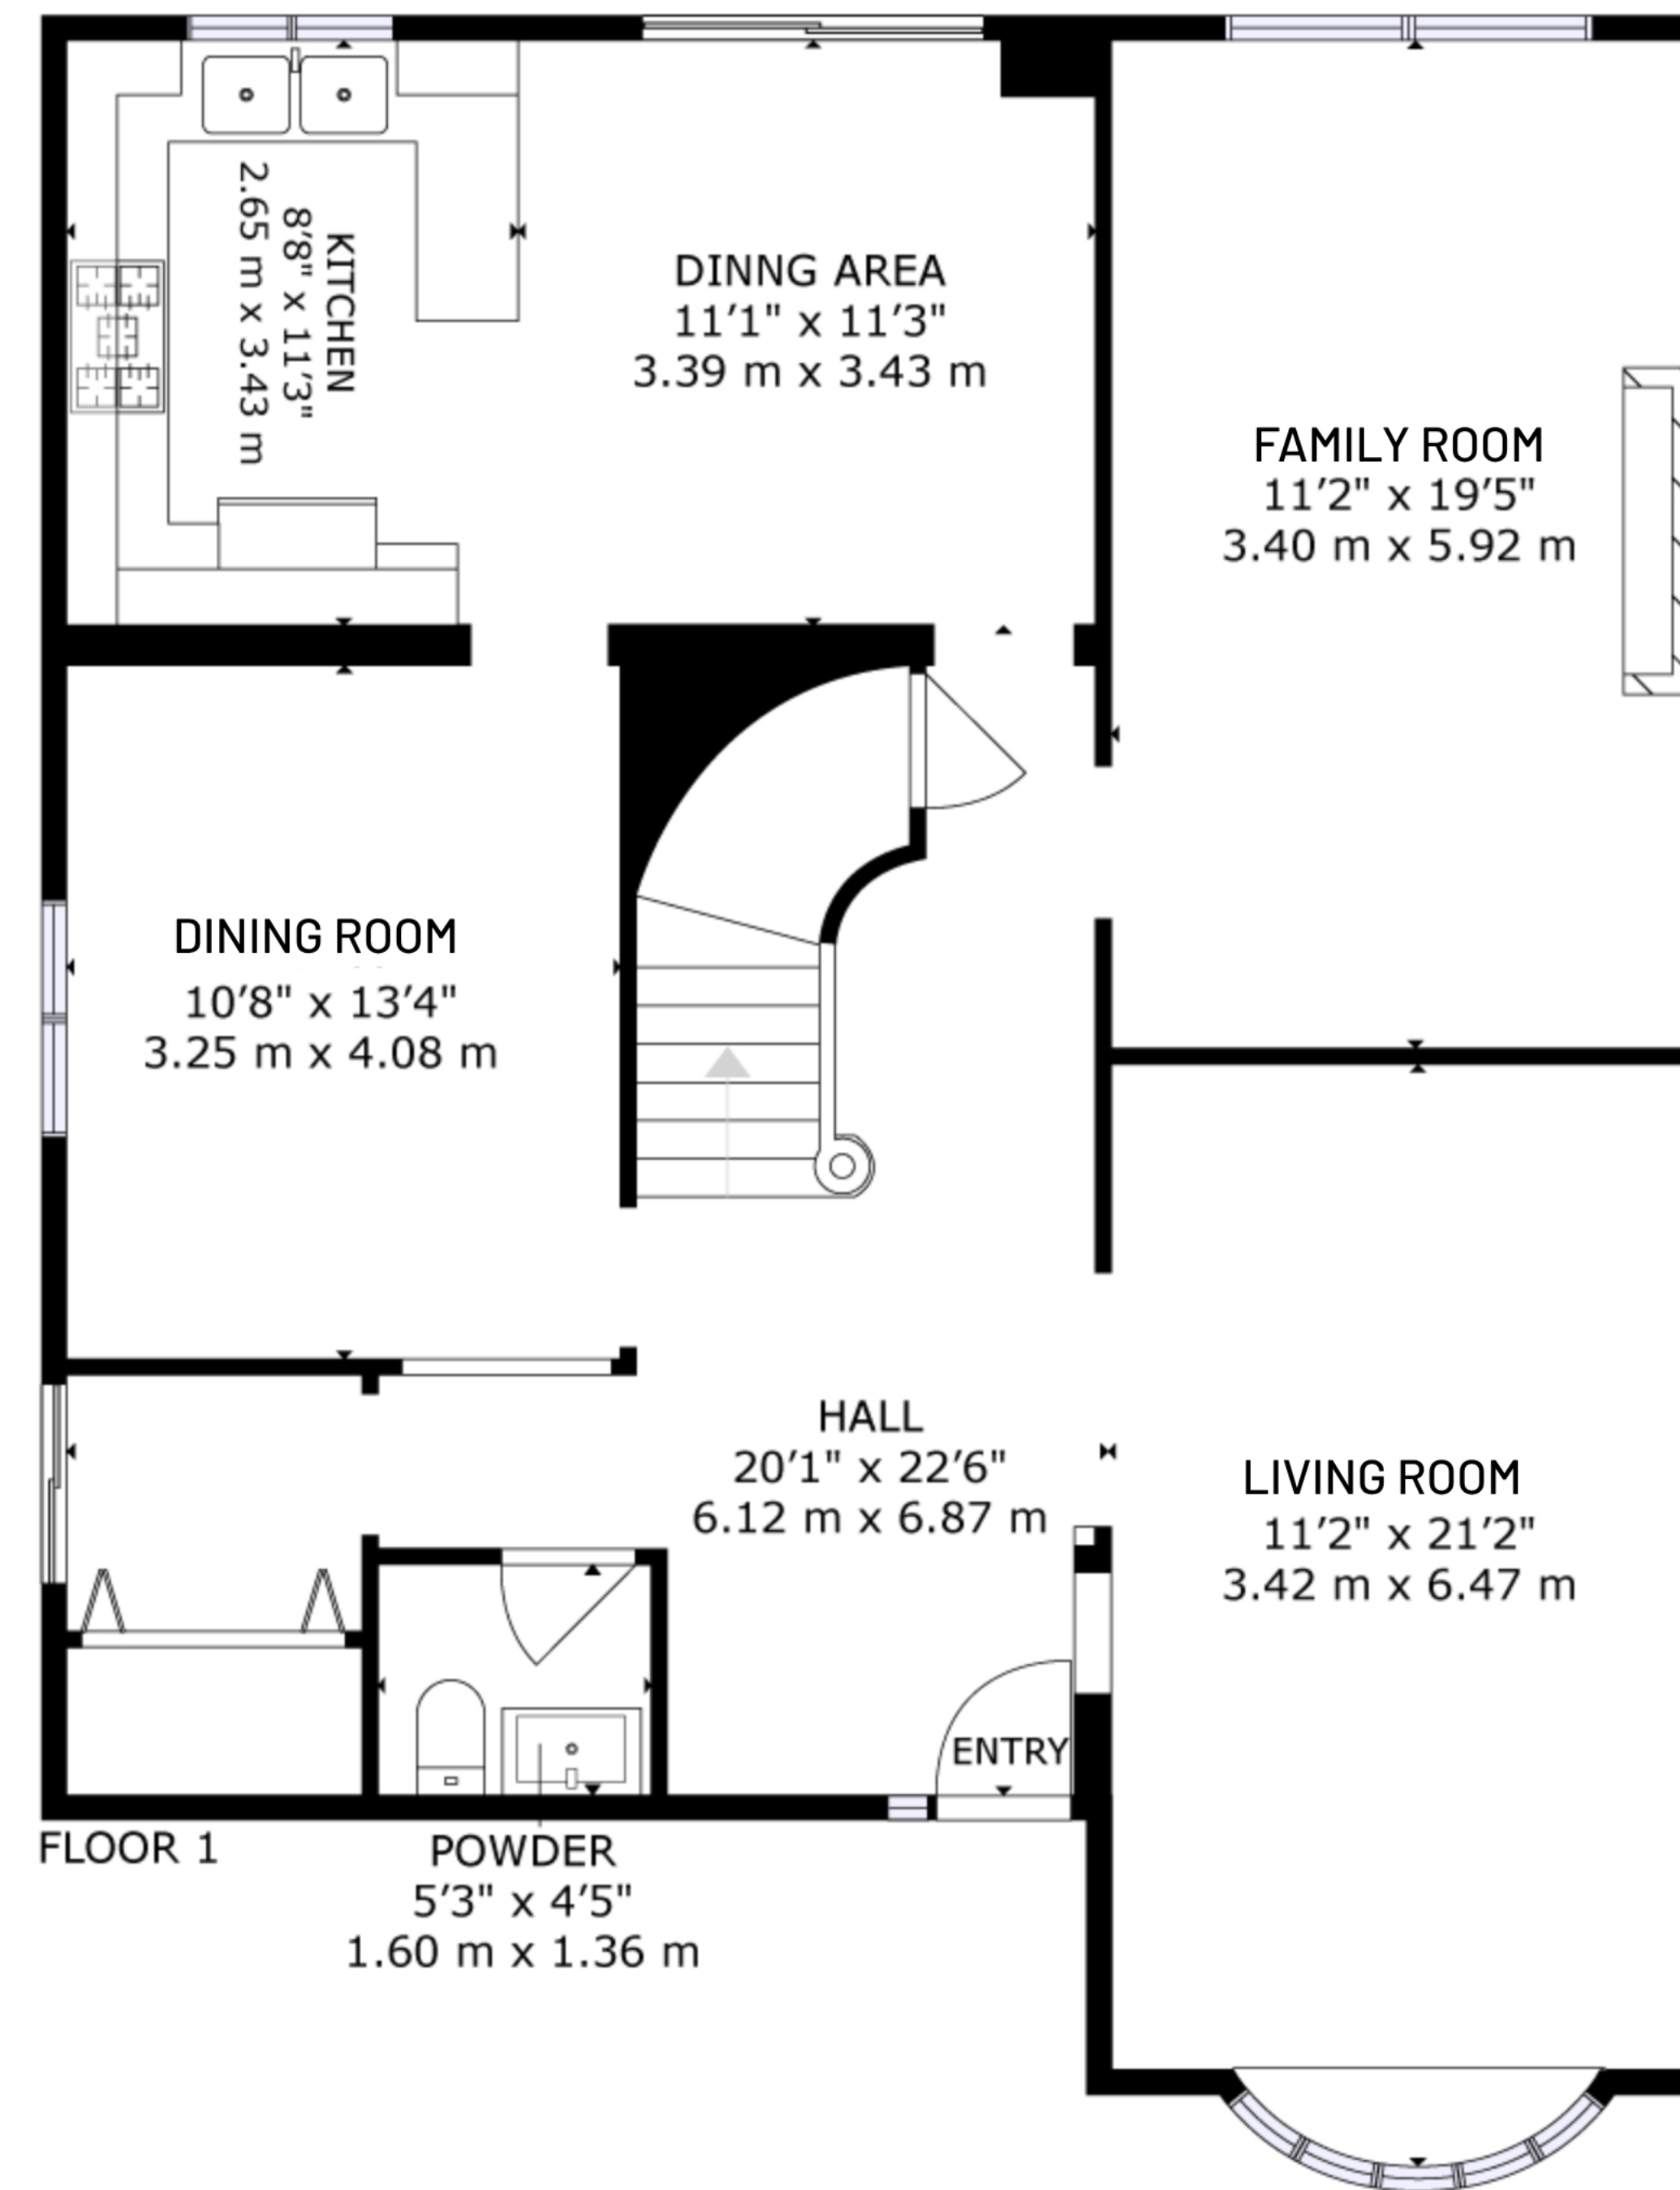 KITCHEN
8'8" x 11'3"
2.65 m x 3.43 m
DINNG AREA
11'1" x 11'3"
3.39 m x 3.43 m
FAMILY ROOM
11'2" x 19'5"
3.40 m x 5.92 m
DINING ROOM
10'8" x 13'4"
3.25 m x 4.08 m
HALL
20'1" x 22'6"
6.12 m x 6.87 m
LIVING ROOM
11'2" x 21'2"
3.42 m x 6.47 m
ENTRY
FLOOR 1
POWDER
5'3" x 4'5"
1.60 m x 1.36 m